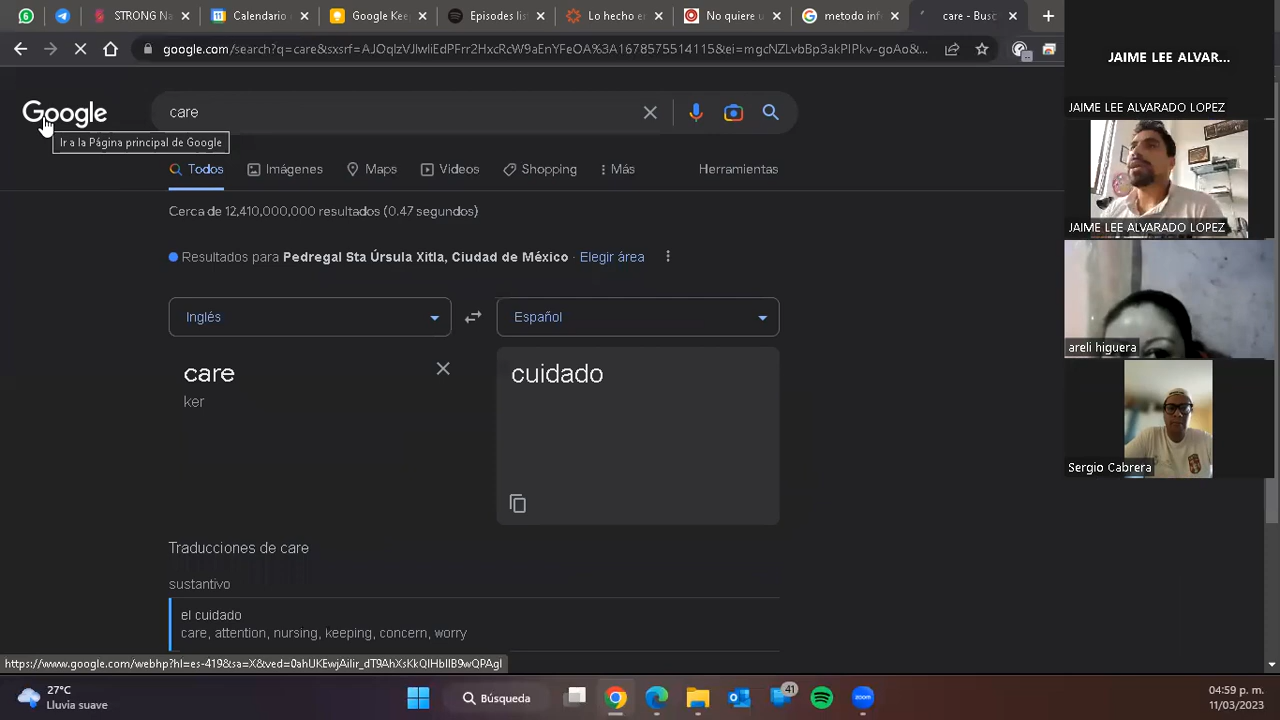 6
STRONG Na
Calendario
Google Kee
Episodes lis
Lo hecho e
No quiere
metodo inf
care - Busc
google.com/search?q=care&sxsrf=AJOqlzVJlwliEdPFrr2HxcRcW9aEnYFeOA%3A1678575514115&ei=mgcNZLvbBp3akPIPkv-goAo&...
Google
care
Ir a la Página principal de Google
Todos
Imágenes
Maps
Videos
Shopping
Más
Herramientas
Cerca de 12,410,000,000 resultados (0.47 segundos)
Resultados para Pedregal Sta Úrsula Xitla, Ciudad de México · Elegir área
Inglés
Español
care
ker
cuidado
Traducciones de care
sustantivo
el cuidado
care, attention, nursing, keeping, concern, worry
https://www.google.com/webhp?hl=es-419&sa=X&ved=0ahUKEwjAilir_dT9AhXsKkQIHbIlB9wQPAgI
JAIME LEE ALVAR...
JAIME LEE ALVARADO LOPEZ
JAIME LEE ALVARADO LOPEZ
areli higuera
Sergio Cabrera
27°C
Lluvia suave
Búsqueda
41
zoom
04:59 p. m.
11/03/2023